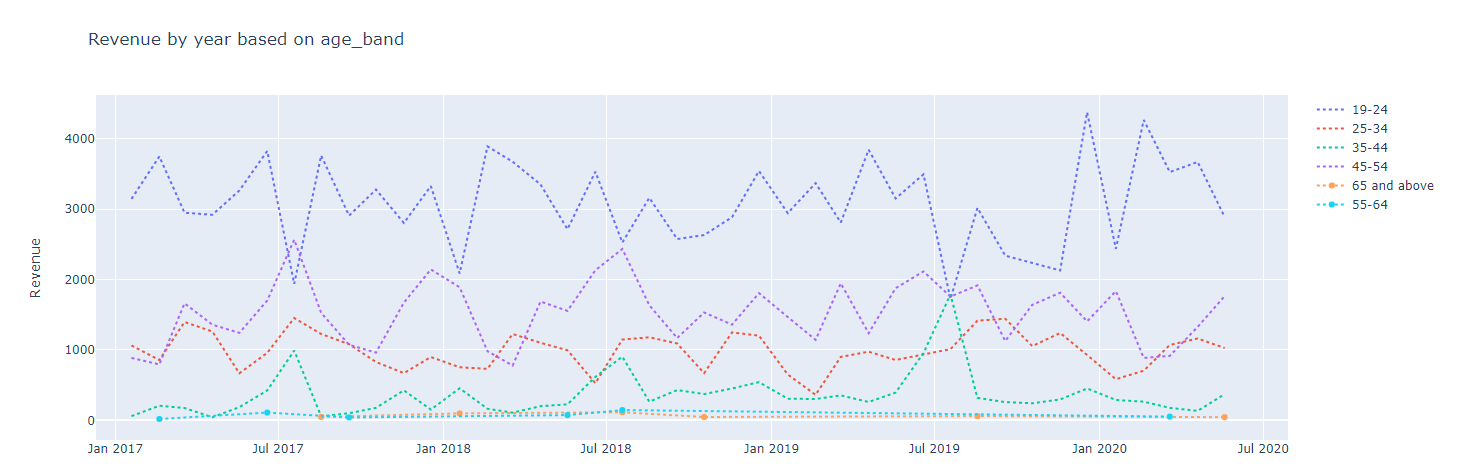 Revenue by year based on age_band
Revenue
4000
3000
2000
1000
0
Jan 2017
Jul 2017
Jan 2018
Jul 2018
Jan 2019
Jul 2019
Jan 2020
Jul 2020
19-24
25-34
35-44
45-54
65 and above
55-64